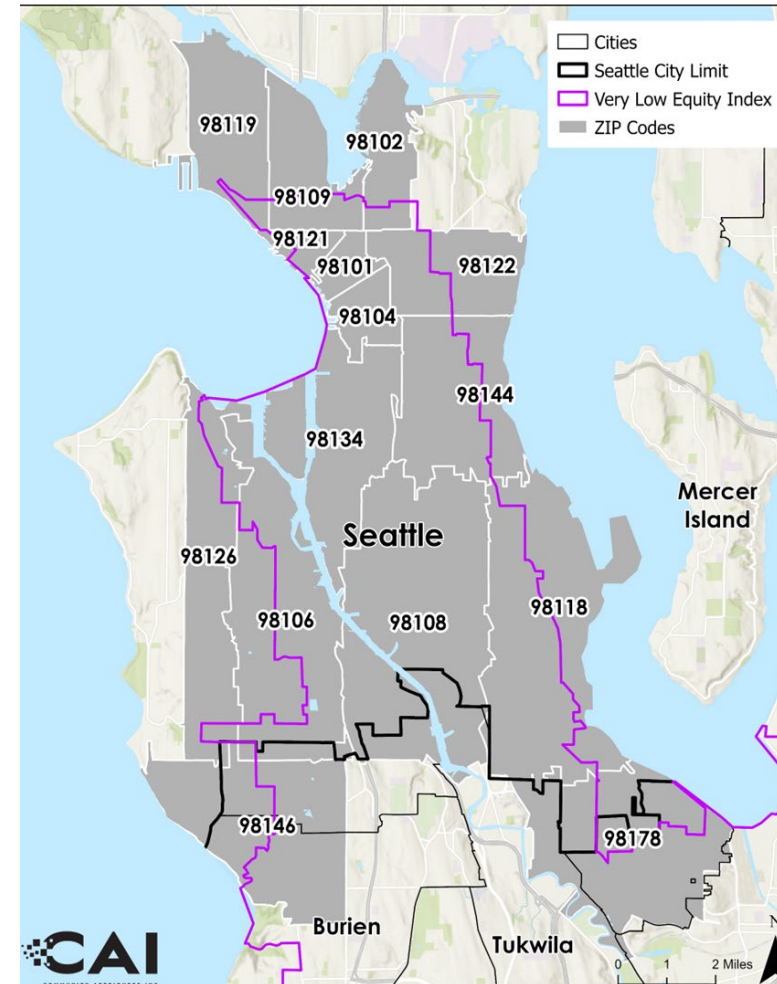 Cities
Seattle City Limit
Very Low Equity Index
ZIP Codes
98119
98102
98109
98121
98101
98122
98104
98144
98134
Mercer
Island
Seattle
98126
98106
98108
98118
98146
98178
Burien
Tukwila
CAI
0 1 2 Miles
N